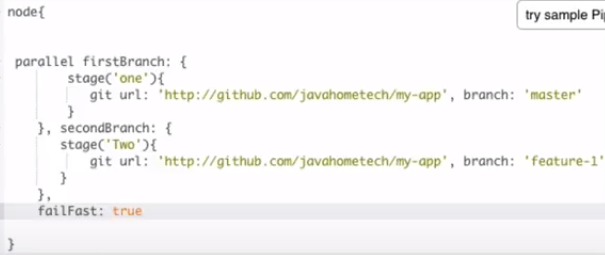 node{
try sample Pi
parallel firstBranch: {
stage('one'){
git url: 'http://github.com/javahometech/my-app', branch: 'master'
}
}, secondBranch: {
stage('Two'){
git url: 'http://github.com/javahometech/my-app', branch: 'feature-1'
}
},
failFast: true
}